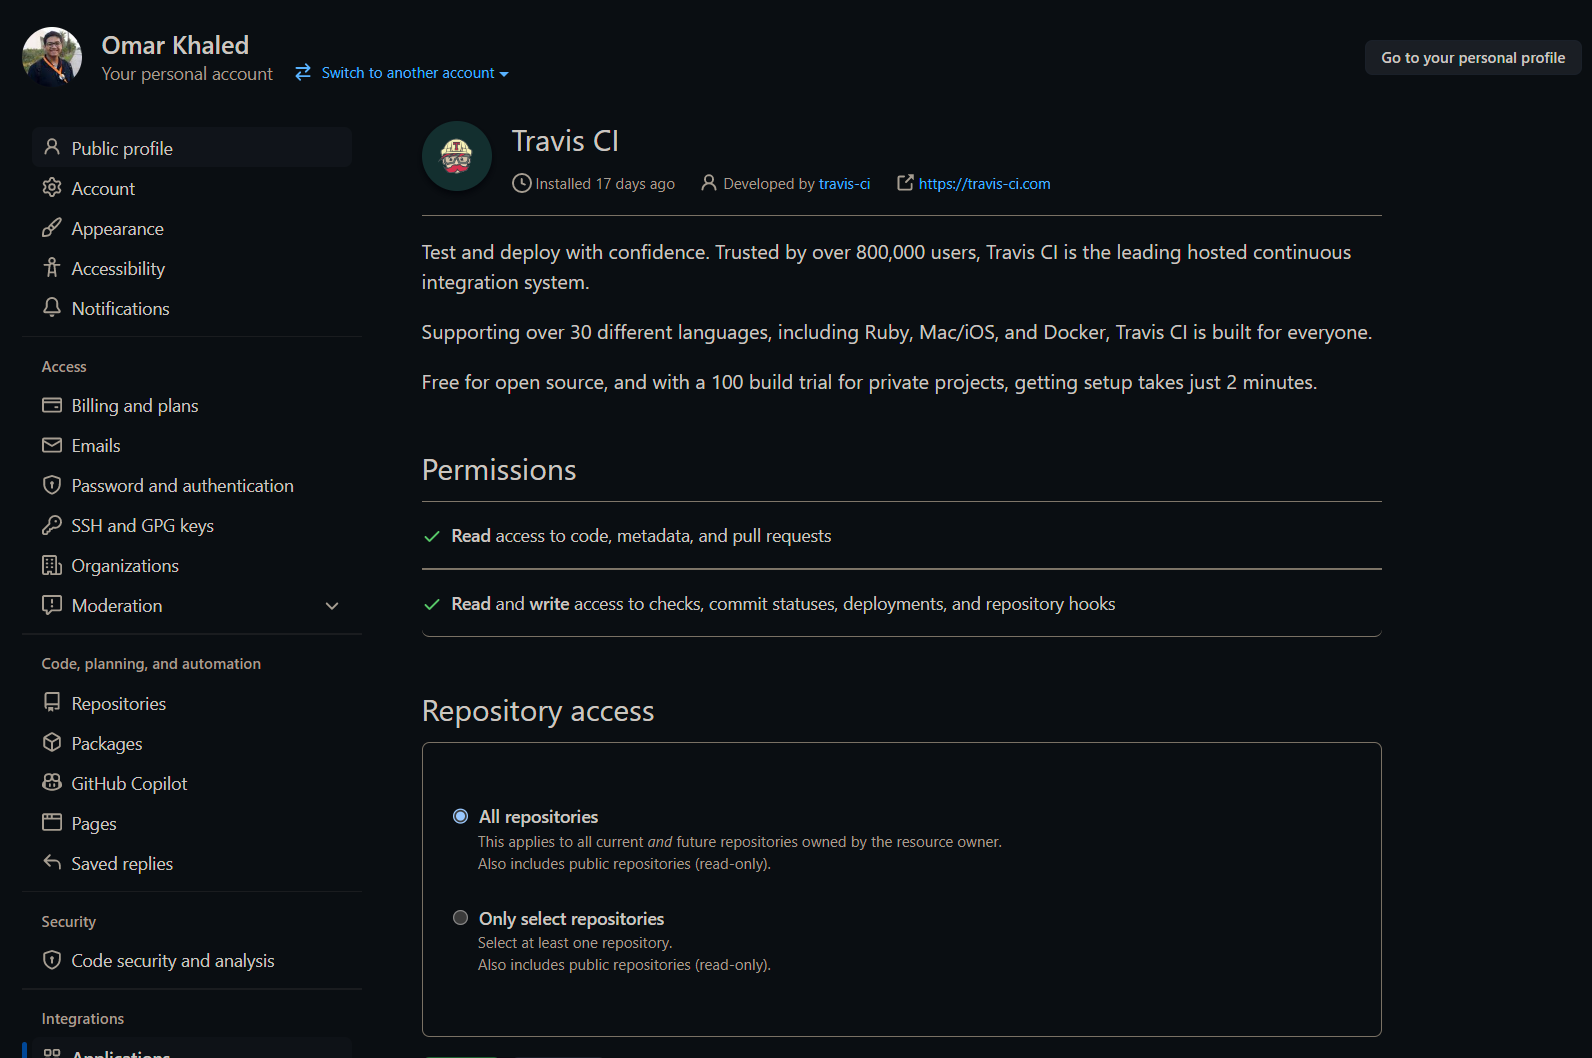 Omar Khaled
Your personal account
Switch to another account
Go to your personal profile
Public profile
Account
Appearance
Accessibility
Notifications
Access
Billing and plans
Emails
Password and authentication
SSH and GPG keys
Organizations
Moderation
Code, planning, and automation
Repositories
Packages
GitHub Copilot
Pages
Saved replies
Security
Code security and analysis
Integrations
Applications
Travis CI
Installed 17 days ago
Developed by travis-ci
https://travis-ci.com
Test and deploy with confidence. Trusted by over 800,000 users, Travis CI is the leading hosted continuous
integration system.
Supporting over 30 different languages, including Ruby, Mac/iOS, and Docker, Travis CI is built for everyone.
Free for open source, and with a 100 build trial for private projects, getting setup takes just 2 minutes.
Permissions
Read access to code, metadata, and pull requests
Read and write access to checks, commit statuses, deployments, and repository hooks
Repository access
All repositories
This applies to all current and future repositories owned by the resource owner.
Also includes public repositories (read-only).
Only select repositories
Select at least one repository.
Also includes public repositories (read-only).